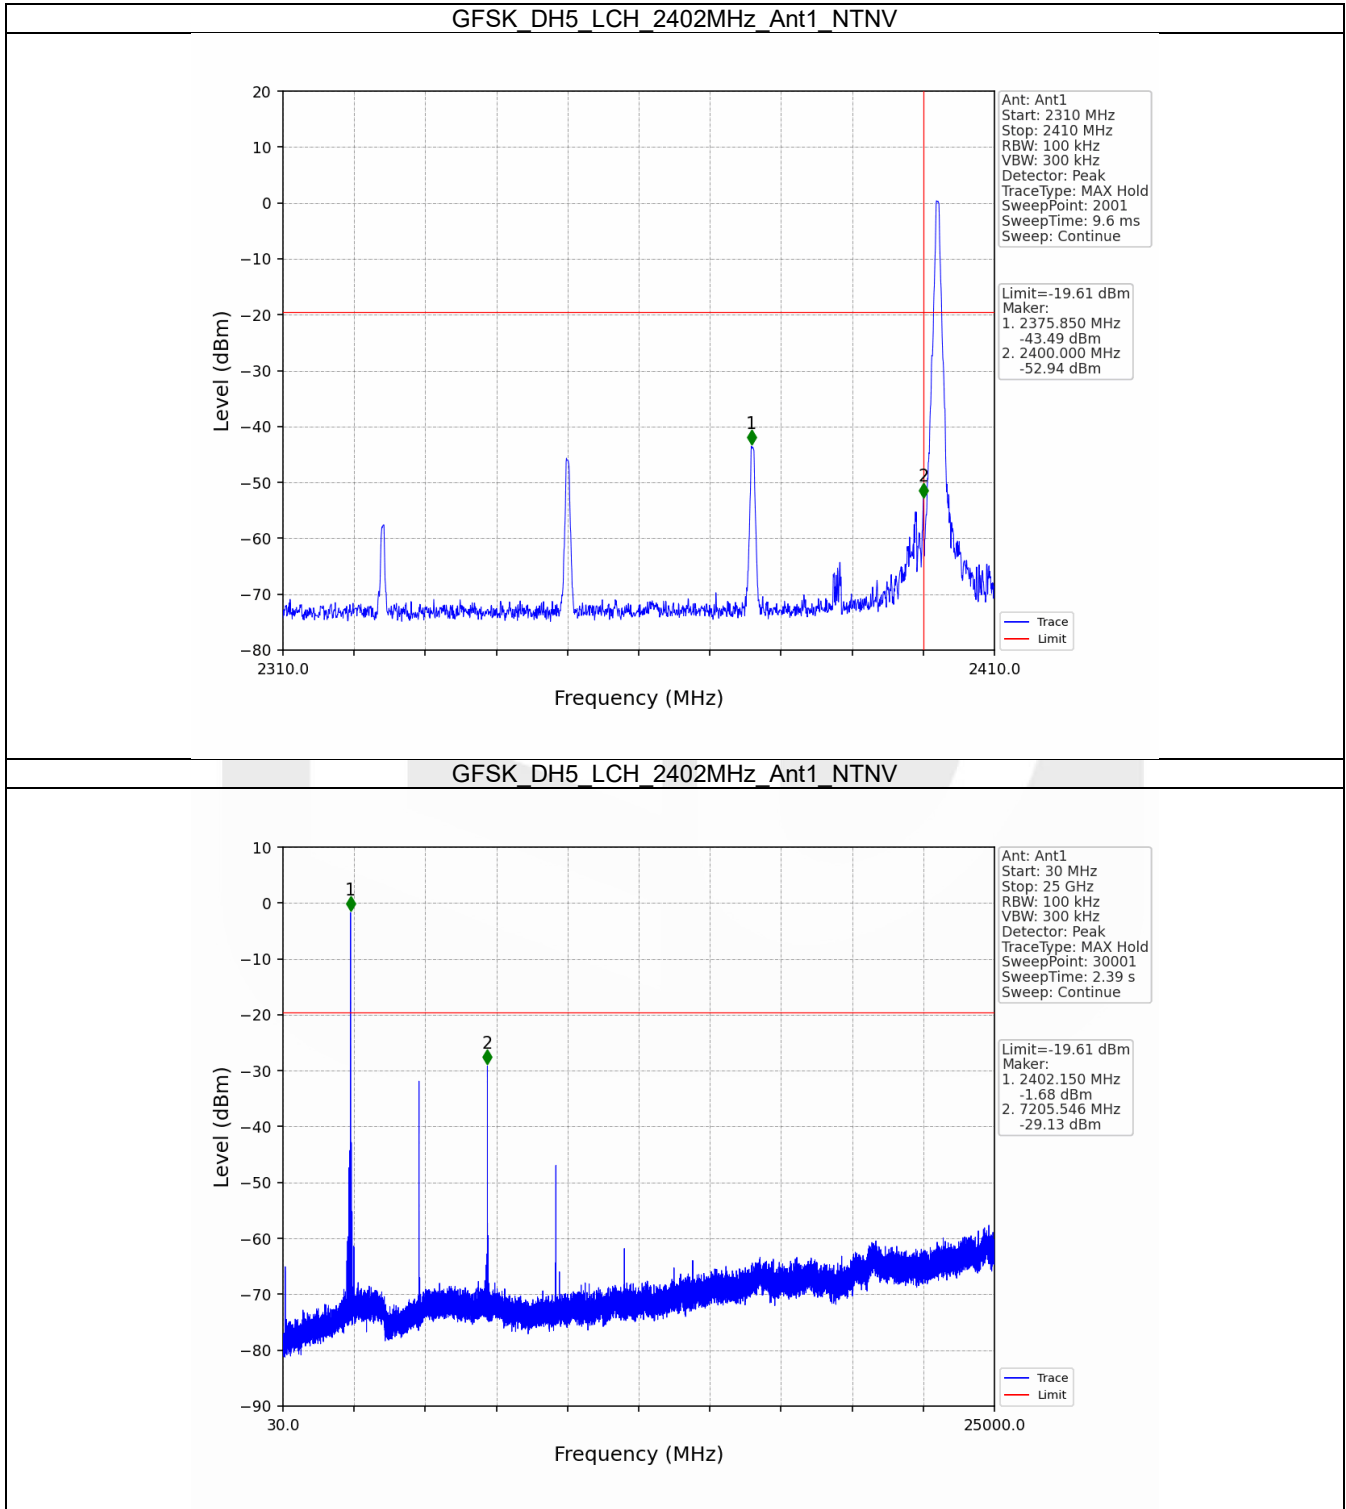 GFSK_DH5_LCH_2402MHz_Ant1_NTNV
20
10
0
−10
−20
−30
−40
−50
−60
−70
−80
Level (dBm)
1
2
2310.0
2410.0
Frequency (MHz)
Ant: Ant1
Start: 2310 MHz
Stop: 2410 MHz
RBW: 100 kHz
VBW: 300 kHz
Detector: Peak
TraceType: MAX Hold
SweepPoint: 2001
SweepTime: 9.6 ms
Sweep: Continue
Limit=-19.61 dBm
Maker:
1. 2375.850 MHz
-43.49 dBm
2. 2400.000 MHz
-52.94 dBm
Trace
Limit
GFSK_DH5_LCH_2402MHz_Ant1_NTNV
10
0
−10
−20
−30
−40
−50
−60
−70
−80
−90
Level (dBm)
1
2
30.0
25000.0
Frequency (MHz)
Ant: Ant1
Start: 30 MHz
Stop: 25 GHz
RBW: 100 kHz
VBW: 300 kHz
Detector: Peak
TraceType: MAX Hold
SweepPoint: 30001
SweepTime: 2.39 s
Sweep: Continue
Limit=-19.61 dBm
Maker:
1. 2402.150 MHz
-1.68 dBm
2. 7205.546 MHz
-29.13 dBm
Trace
Limit